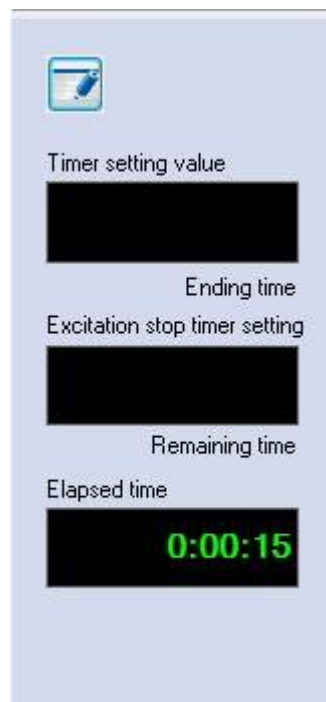 Timer setting value
Ending time
Excitation stop timer setting
Remaining time
Elapsed time
0:00:15